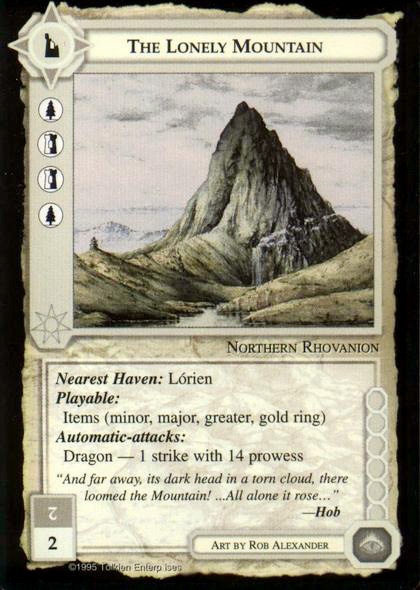 The Lonely Mountain
Northern Rhovanion
Nearest Haven: Lórien
Playable:
Items (minor, major, greater, gold ring)
Automatic-attacks:
Dragon — 1 strike with 14 prowess
“And far away, its dark head in a torn cloud, there
loomed the Mountain! ...All alone it rose…”
—Hob
2
2
Art by Rob Alexander
©1995 Tolkien Enterprises